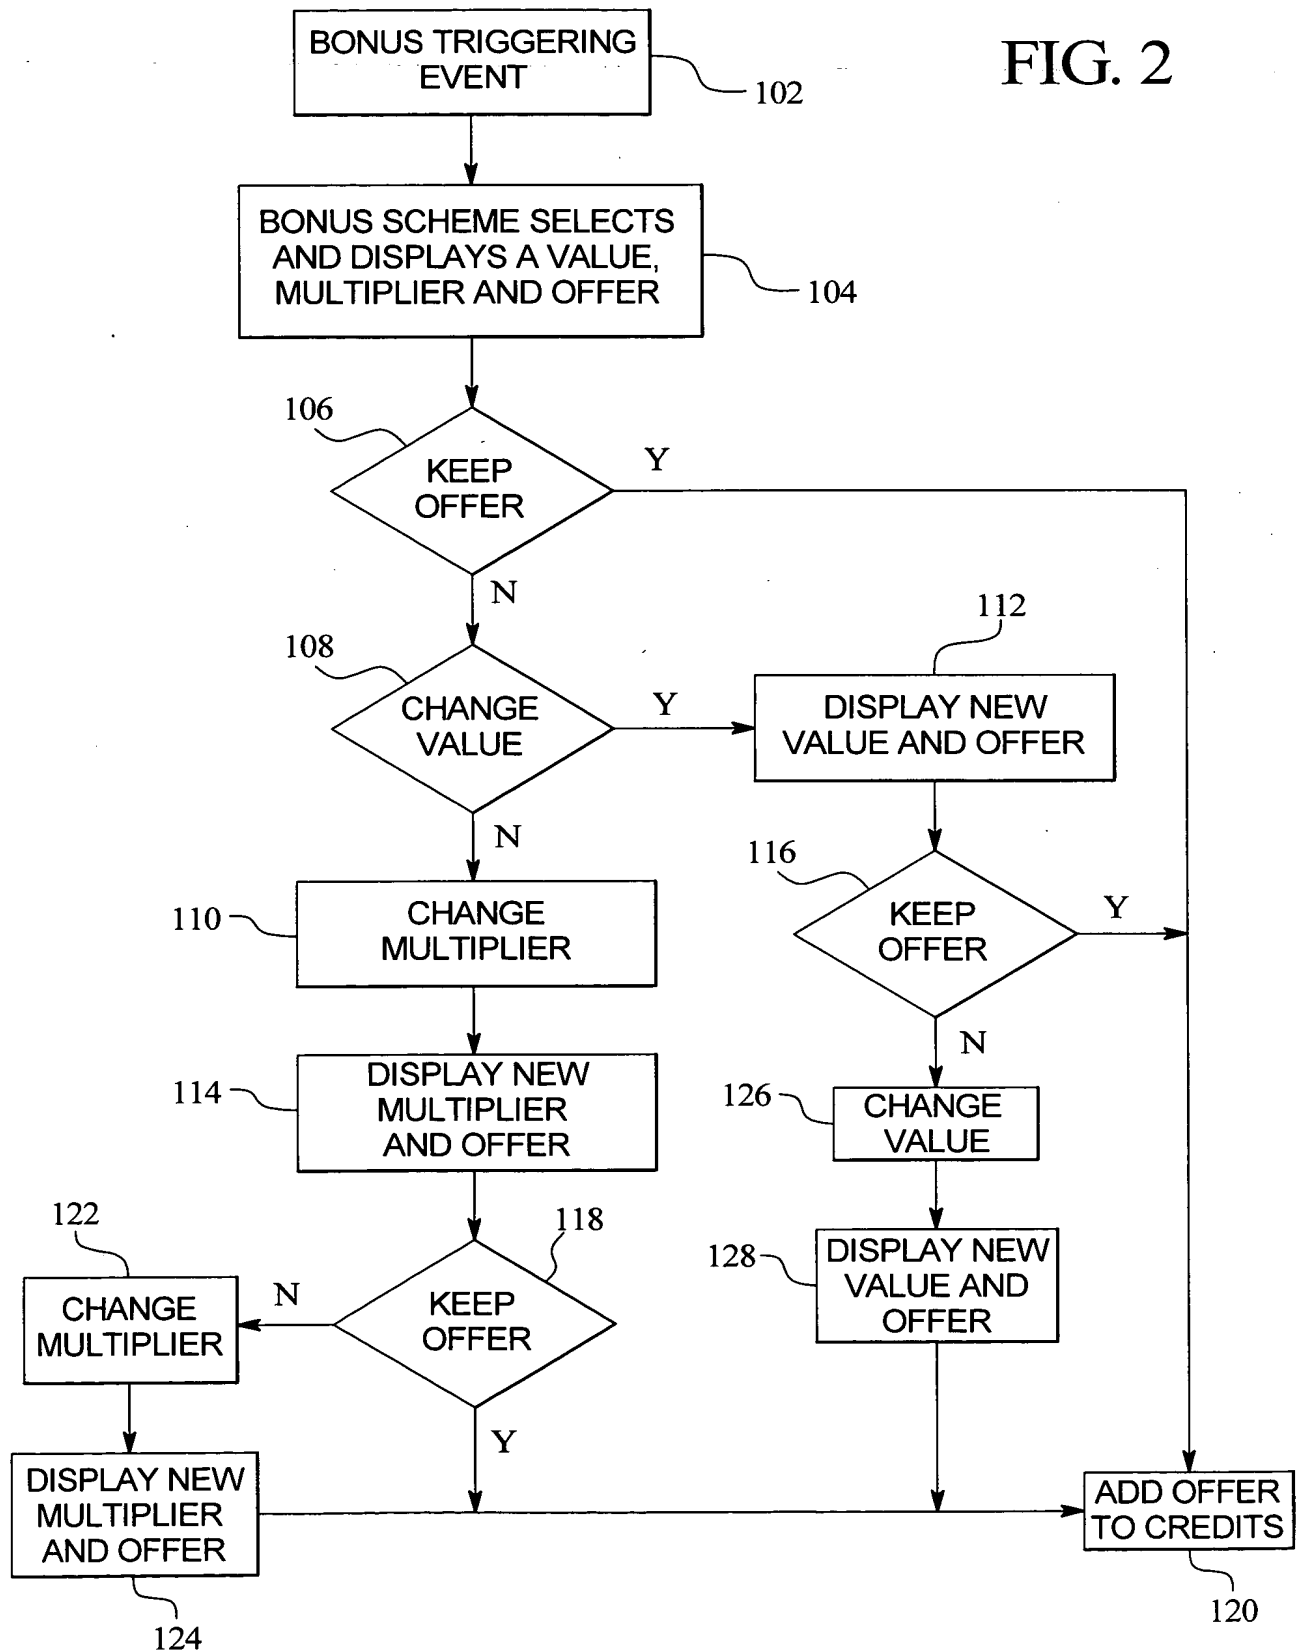 BONUS TRIGGERING
EVENT
FIG. 2
102
BONUS SCHEME SELECTS
AND DISPLAYS A VALUE,
MULTIPLIER AND OFFER
104
106
KEEP
OFFER
Y
N
112
108
CHANGE
VALUE
Y
DISPLAY NEW
VALUE AND OFFER
N
116
110
CHANGE
MULTIPLIER
KEEP
OFFER
Y
N
114
DISPLAY NEW
MULTIPLIER
AND OFFER
126
CHANGE
VALUE
122
118
128
DISPLAY NEW
VALUE AND
OFFER
CHANGE
MULTIPLIER
N
KEEP
OFFER
Y
DISPLAY NEW
MULTIPLIER
AND OFFER
ADD OFFER
TO CREDITS
124
120